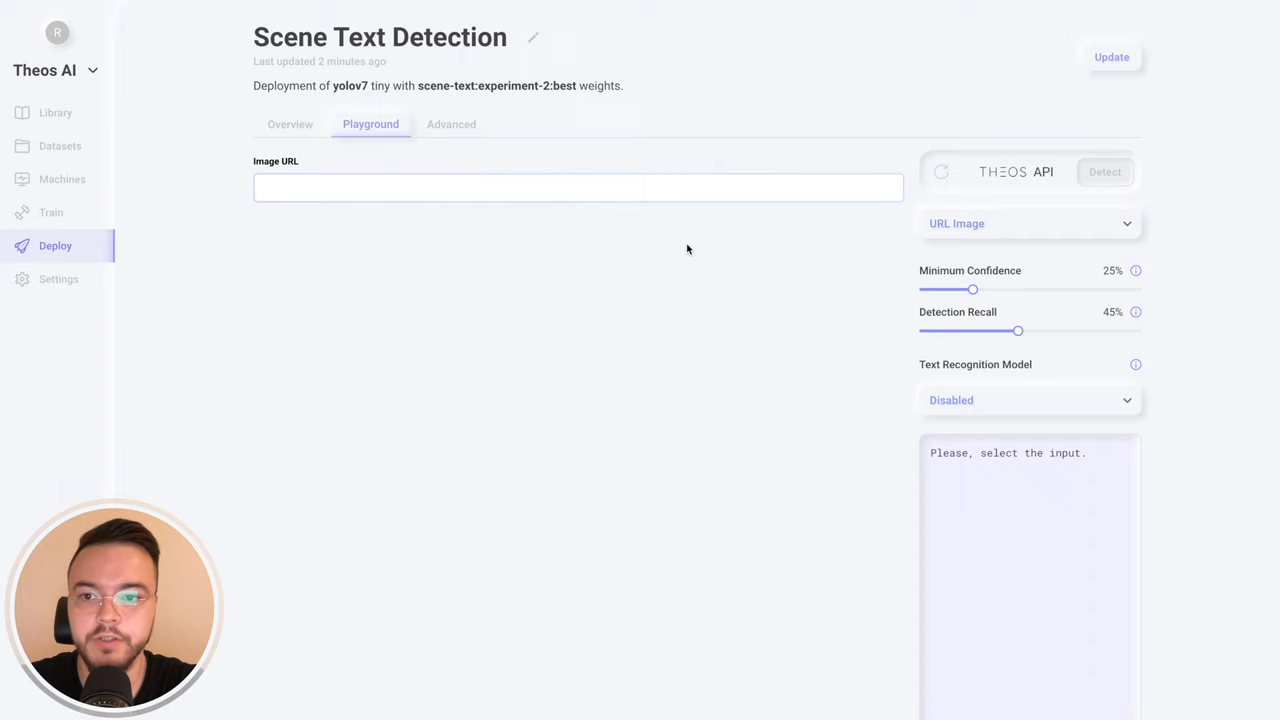 R
Theos AI
Library
Datasets
Machines
Train
Deploy
Settings
Scene Text Detection
Last updated 2 minutes ago
Deployment of yolov7 tiny with scene-text:experiment-2:best weights.
Update
Overview
Playground
Advanced
Image URL
THEOS API
Detect
URL Image
Minimum Confidence 25%
Detection Recall 45%
Text Recognition Model
Disabled
Please, select the input.